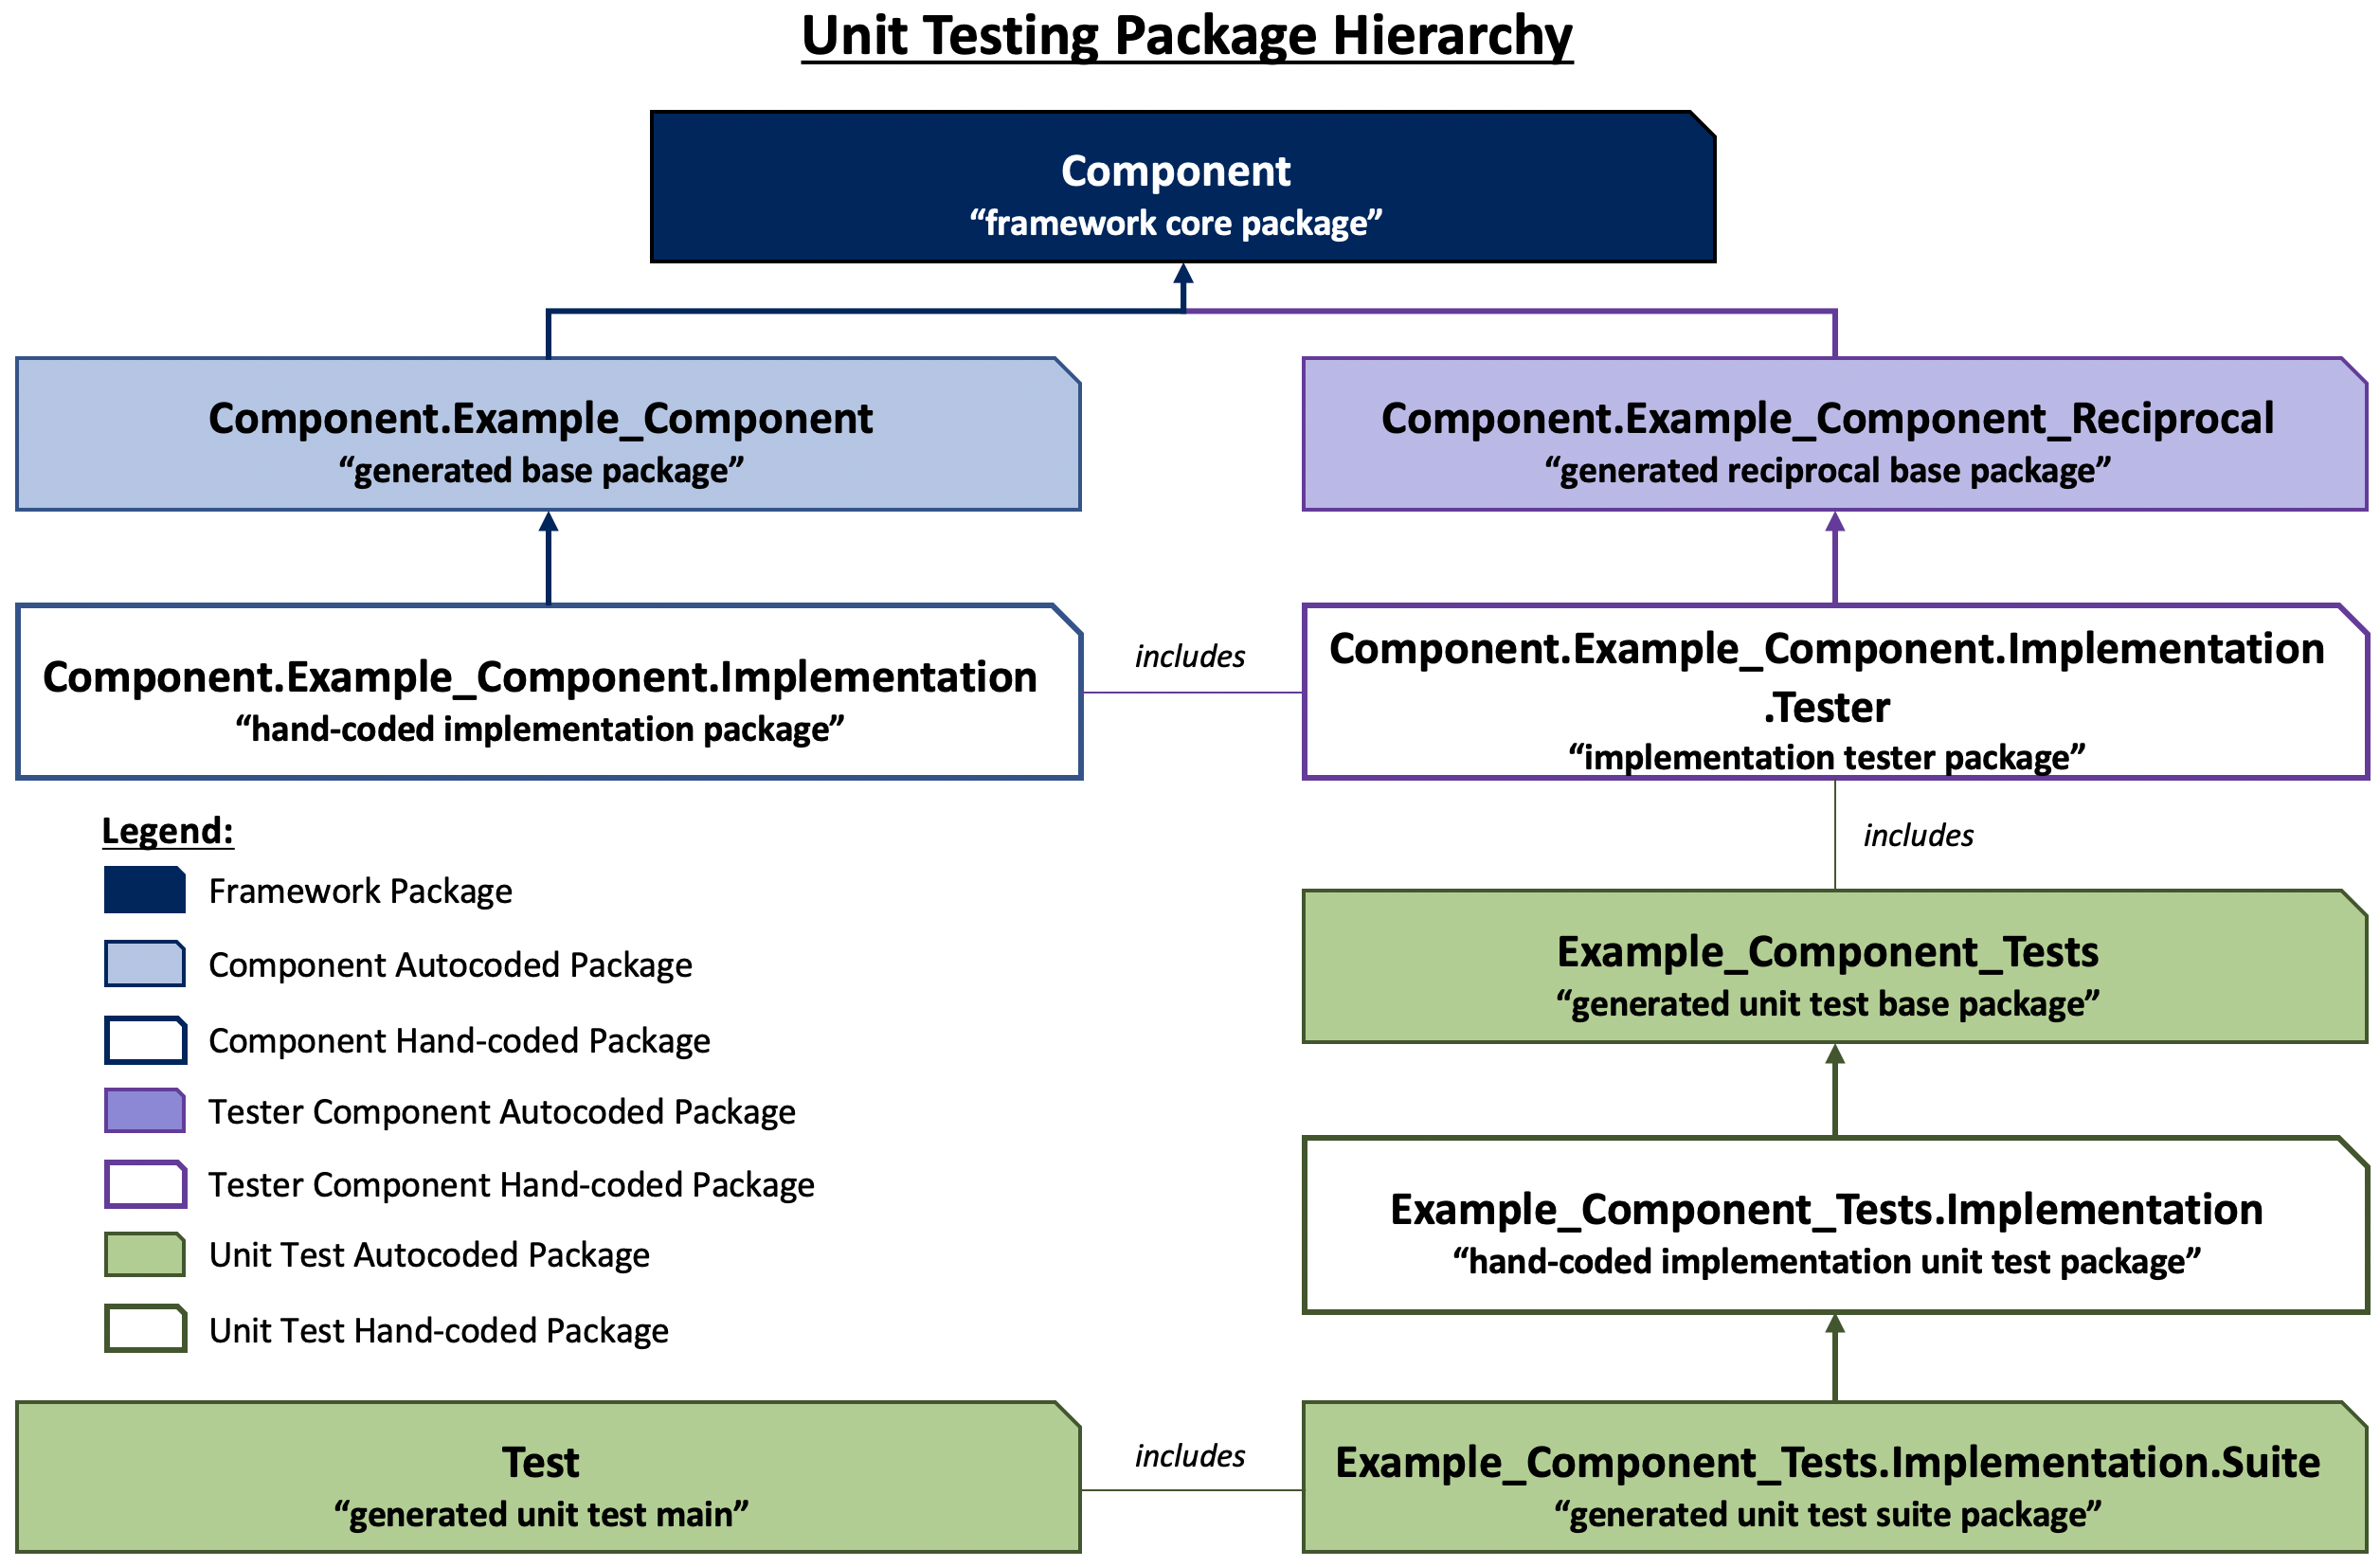 Unit Testing Package Hierarchy
Component
“framework core package”
Component.Example_Component
“generated base package”
Component.Example_Component_Reciprocal
“generated reciprocal base package”
Component.Example_Component.Implementation
“hand-coded implementation package”
includes
Component.Example_Component.Implementation
.Tester
“implementation tester package”
includes
Legend:
Framework Package
Component Autocoded Package
Component Hand-coded Package
Tester Component Autocoded Package
Tester Component Hand-coded Package
Unit Test Autocoded Package
Unit Test Hand-coded Package
Example_Component_Tests
“generated unit test base package”
Example_Component_Tests.Implementation
“hand-coded implementation unit test package”
Test
“generated unit test main”
includes
Example_Component_Tests.Implementation.Suite
“generated unit test suite package”